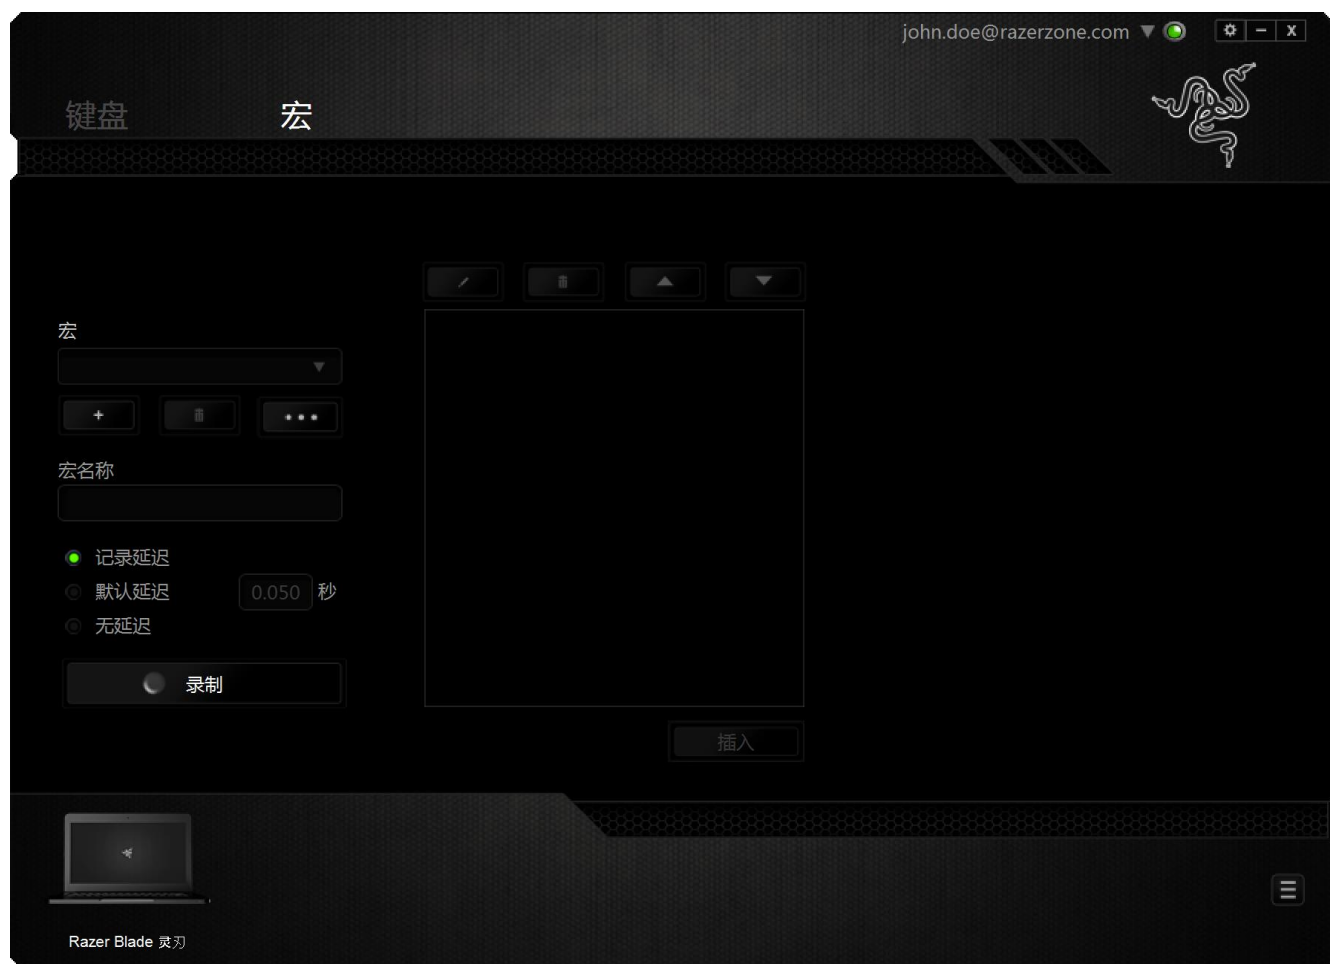 john.doe@razerzone.com
键盘 宏
宏
宏名称
记录延迟
默认延迟 0.050 秒
无延迟
录制
插入
Razer Blade 灵刃